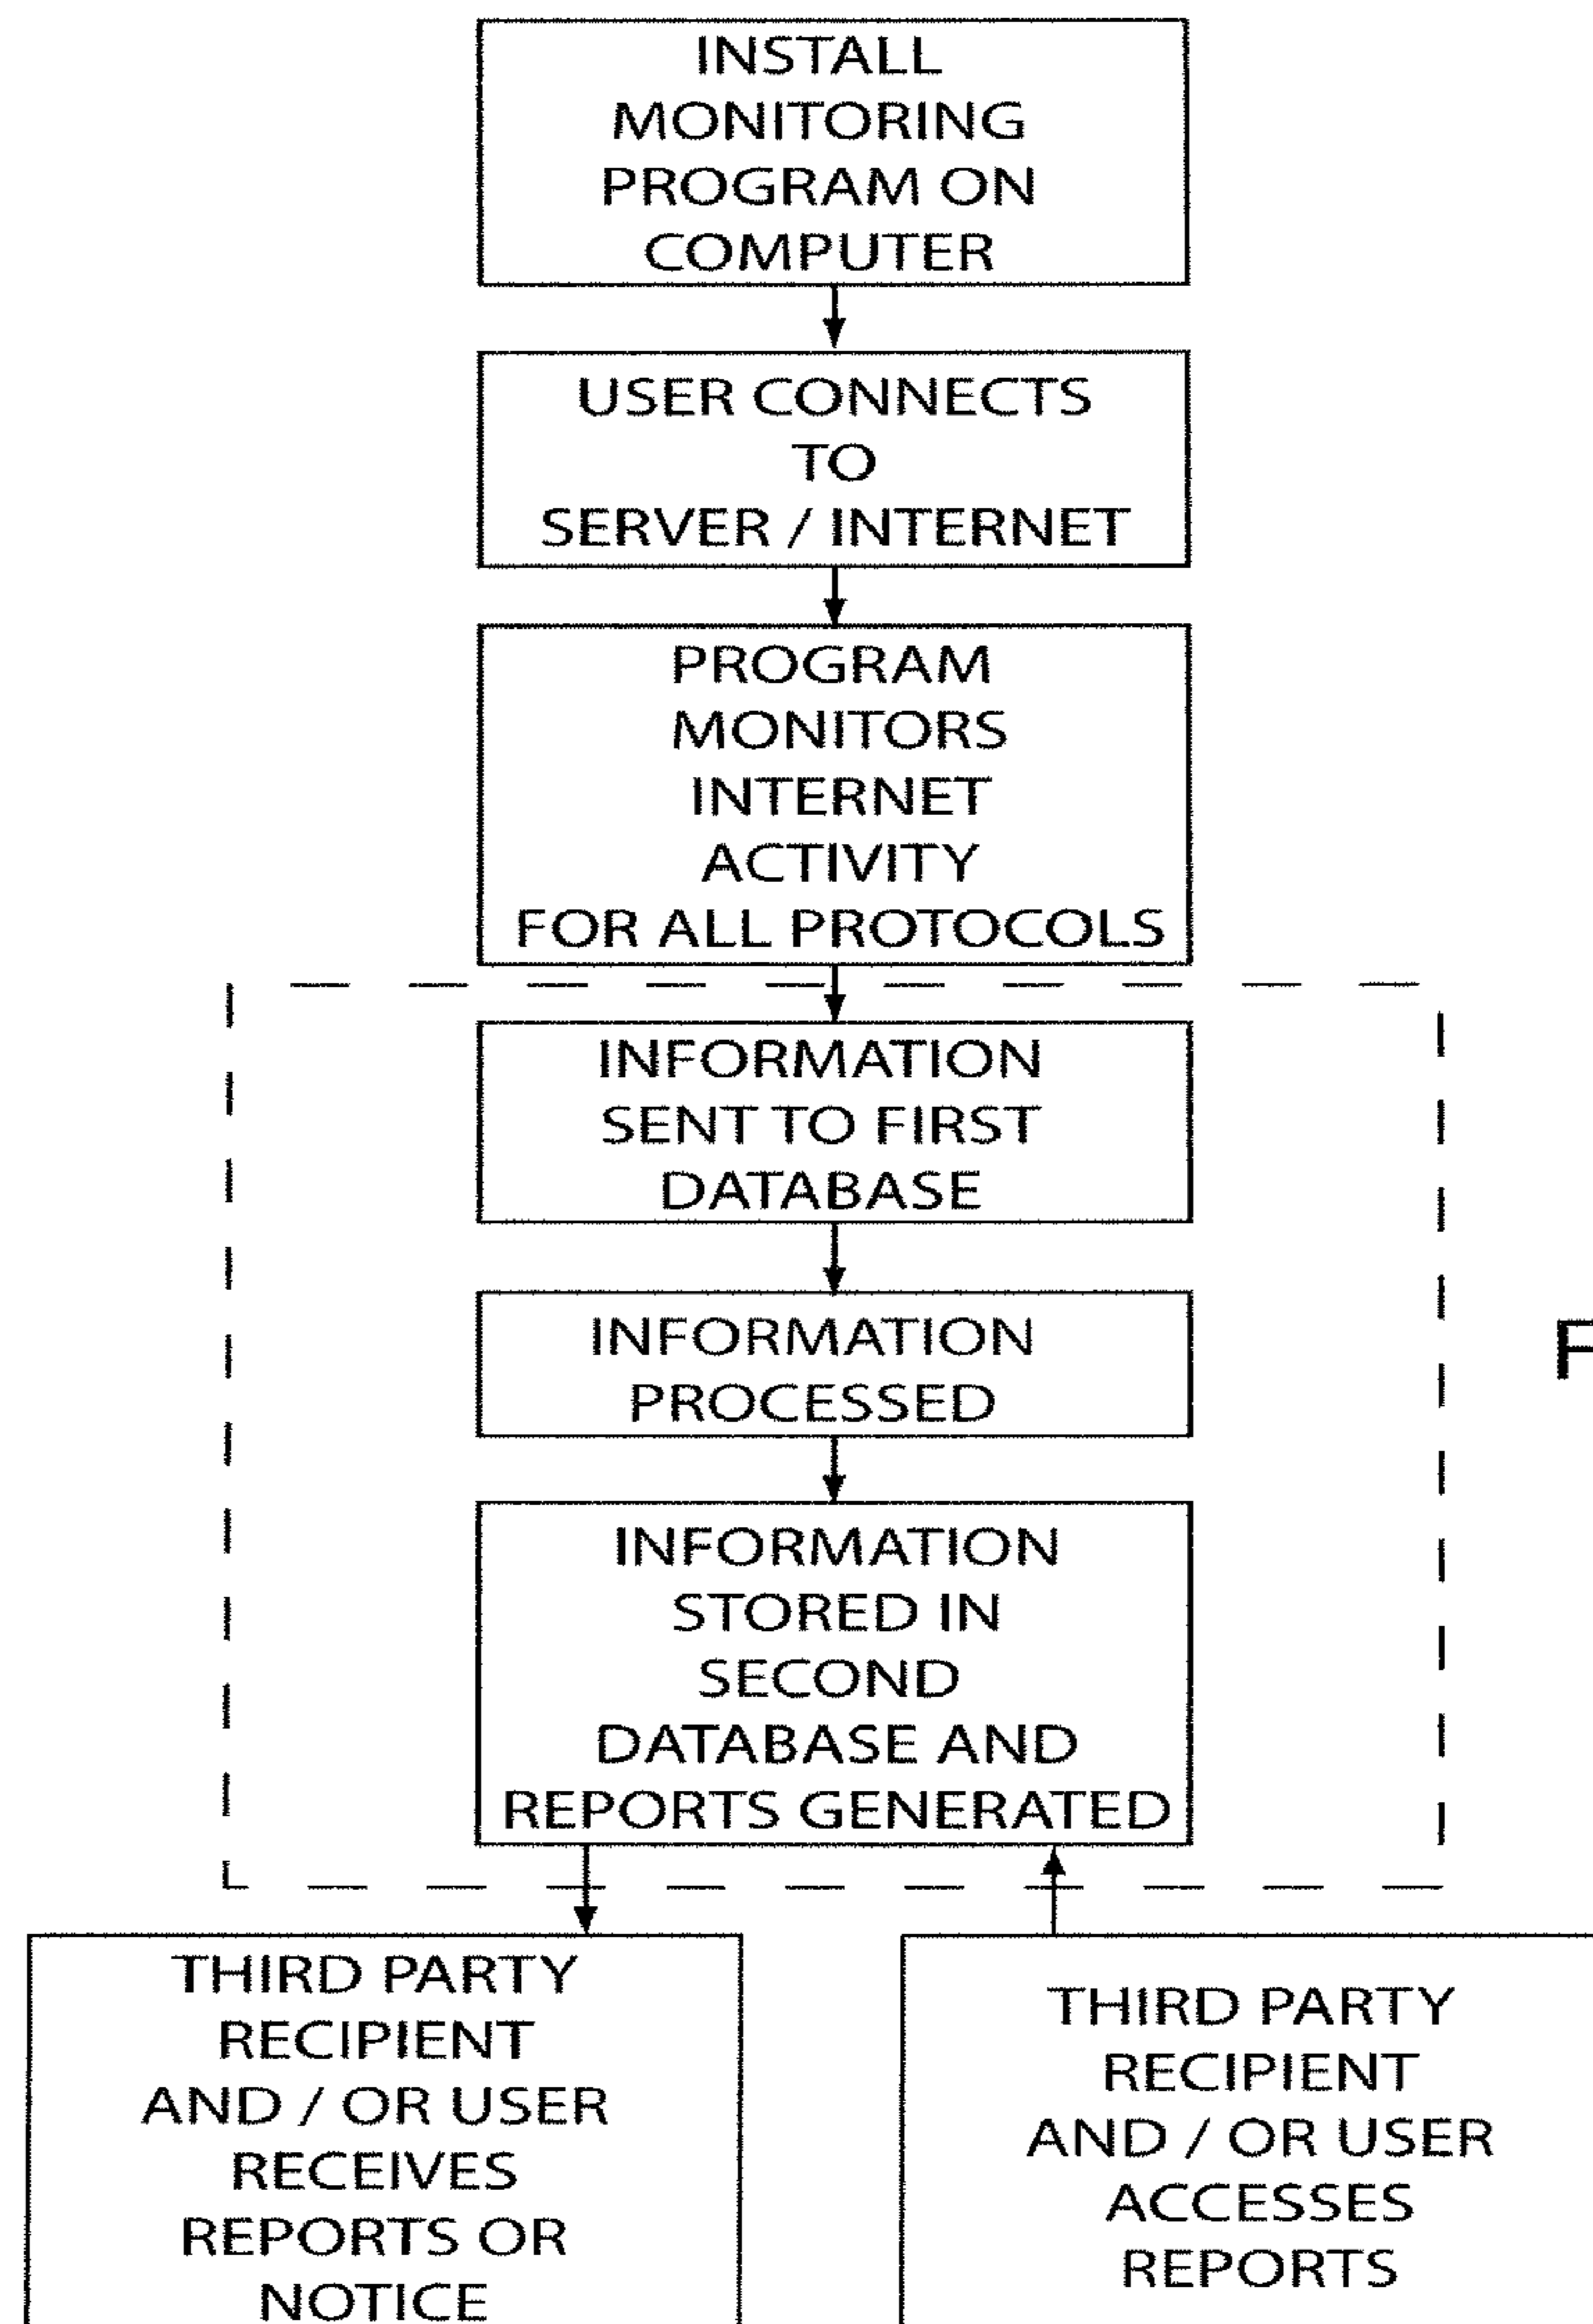 INSTALL
MONITORING
PROGRAM ON
COMPUTER
USER CONNECTS
TO
SERVER / INTERNET
PROGRAM
MONITORS
INTERNET
ACTIVITY
FOR ALL PROTOCOLS
INFORMATION
SENT TO FIRST
DATABASE
INFORMATION
PROCESSED
F
INFORMATION
STORED IN
SECOND
DATABASE AND
REPORTS GENERATED
THIRD PARTY
RECIPIENT
AND / OR USER
RECEIVES
REPORTS OR
NOTICE
THIRD PARTY
RECIPIENT
AND / OR USER
ACCESSES
REPORTS